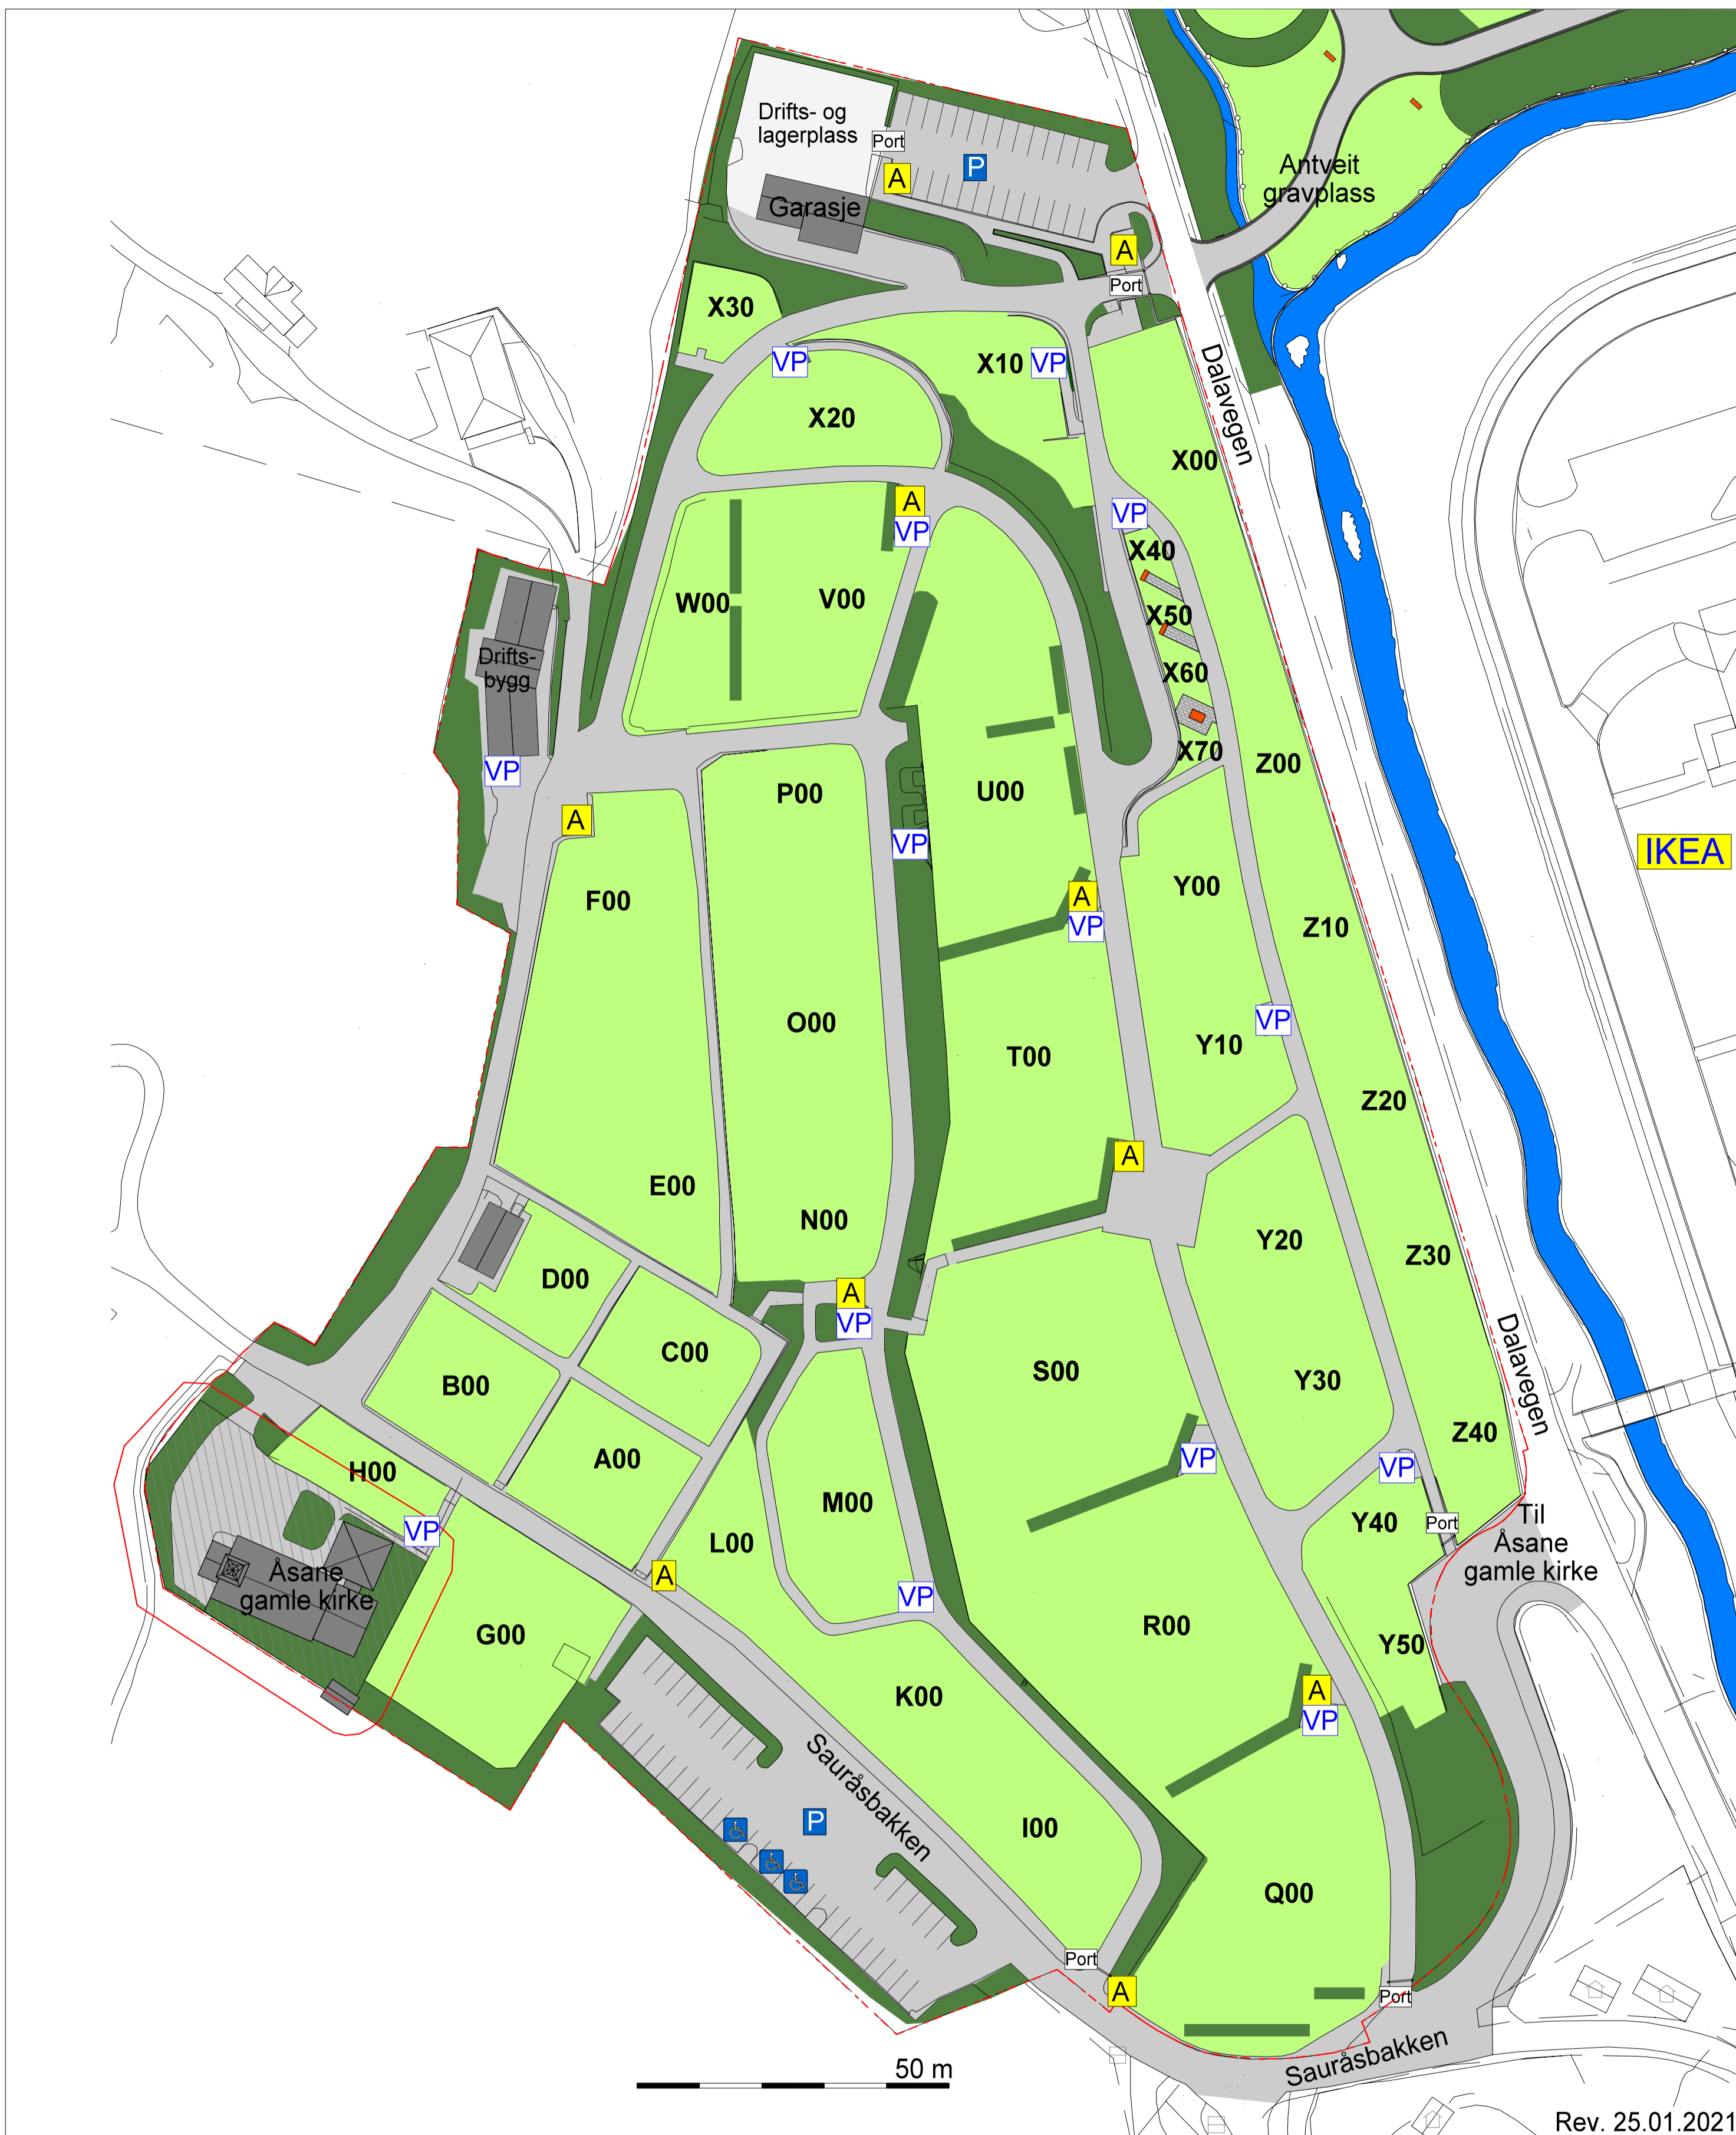 Drifts- og
lagerplass
Port
A
P
Garasje
A
Port
Antveit
gravplass
X30
VP
X10
VP
X20
Dalavegen
X00
A
VP
VP
X40
W00
V00
X50
Drifts-
bygg
X60
X70
Z00
VP
P00
U00
A
VP
IKEA
F00
Y00
A
VP
Z10
O00
VP
Y10
T00
Z20
A
E00
N00
Y20
Z30
D00
A
VP
C00
S00
B00
Y30
Dalavegen
Z40
A00
VP
VP
H00
M00
Y40
Port
Til
Åsane
gamle kirke
VP
L00
Åsane
gamle kirke
A
VP
G00
R00
Y50
K00
A
VP
Sauråsbakken
P
I00
Q00
Port
A
Port
Sauråsbakken
50 m
Rev. 25.01.2021